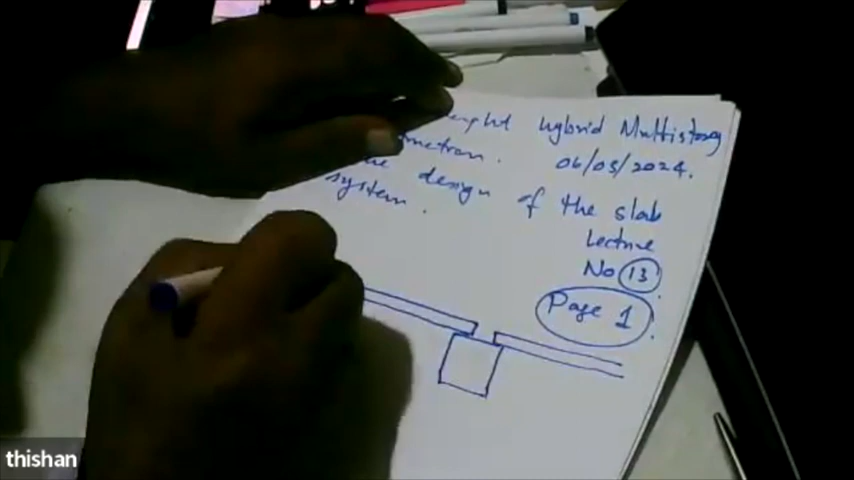 hybrid Multistory
06/05/2024.
design of the slab
system.
Lecture
No 13.
Page 1
thishan